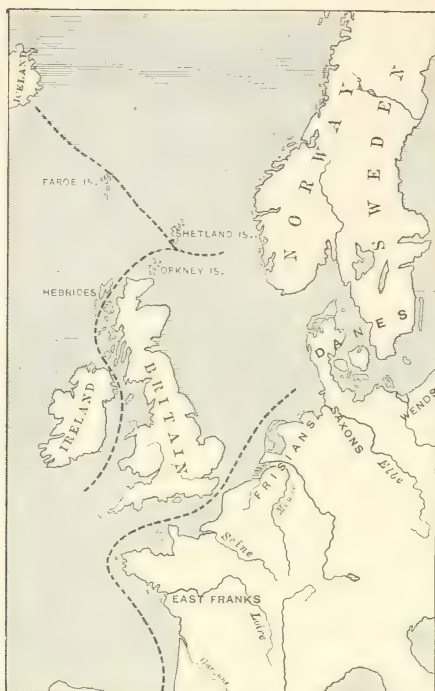 ICELAND
FAROE IS.
SHETLAND IS.
ORKNEY IS.
HEBRIDES
NORWAY
SWEDEN
DANES
IRELAND
BRITAIN
WENDS
SAXONS
FRISIANS
Elbe
Seine
EAST FRANKS
Loire
Garonne